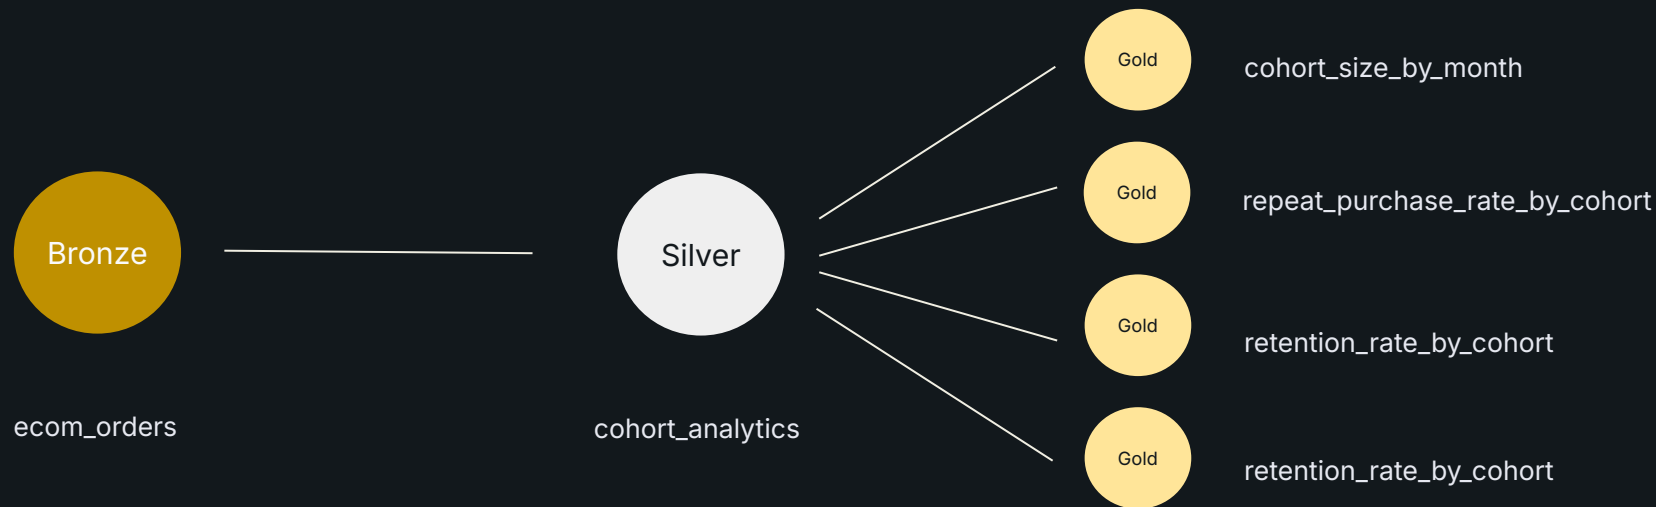 Bronze
ecom_orders
Silver
cohort_analytics
Gold
cohort_size_by_month
Gold
repeat_purchase_rate_by_cohort
Gold
retention_rate_by_cohort
Gold
retention_rate_by_cohort